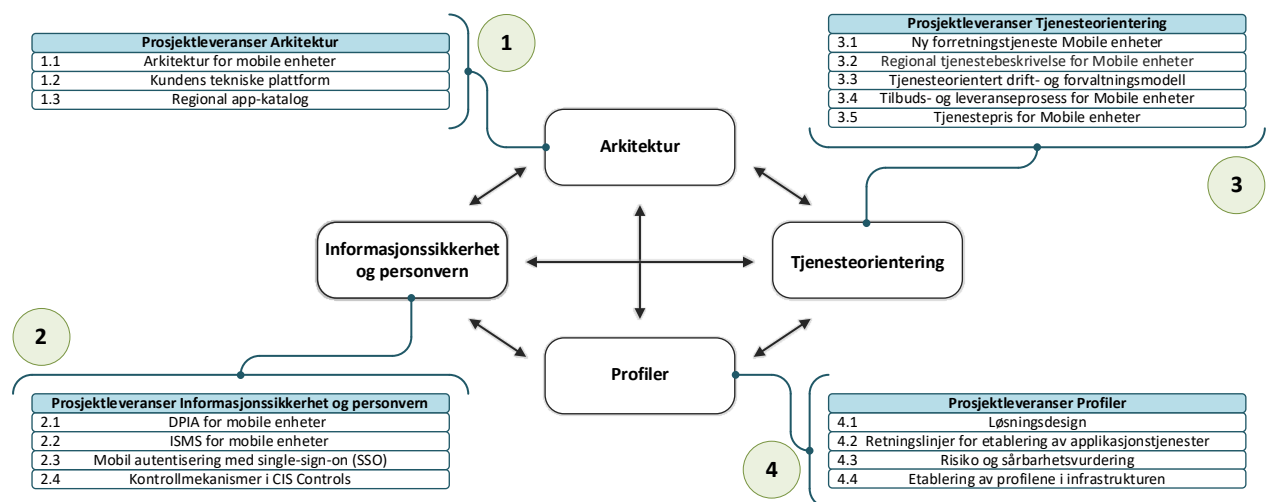 Prosjektleveranser Arkitektur
1.1 Arkitektur for mobile enheter
1.2 Kundens tekniske plattform
1.3 Regional app-katalog
1
Prosjektleveranser Tjenesteorientering
3.1 Ny forretningstjeneste Mobile enheter
3.2 Regional tjenestebeskrivelse for Mobile enheter
3.3 Tjenesteorientert drift- og forvaltningsmodell
3.4 Tilbuds- og leveranseprosess for Mobile enheter
3.5 Tjenestepris for Mobile enheter
3
Arkitektur
Informasjonssikkerhet
og personvern
Tjenesteorientering
Profiler
2
Prosjektleveranser Informasjonssikkerhet og personvern
2.1 DPIA for mobile enheter
2.2 ISMS for mobile enheter
2.3 Mobil autentisering med single-sign-on (SSO)
2.4 Kontrollmekanismer i CIS Controls
4
Prosjektleveranser Profiler
4.1 Løsningsdesign
4.2 Retningslinjer for etablering av applikasjonstjenester
4.3 Risiko og sårbarhetsvurdering
4.4 Etablering av profilene i infrastrukturen